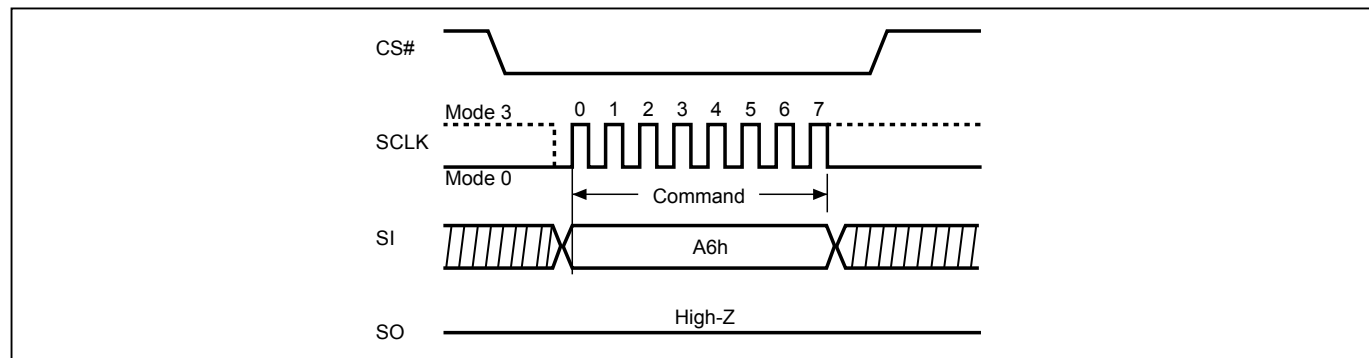 CS#
Mode 3 0 1 2 3 4 5 6 7
SCLK
Mode 0
Command
SI
A6h
High-Z
SO